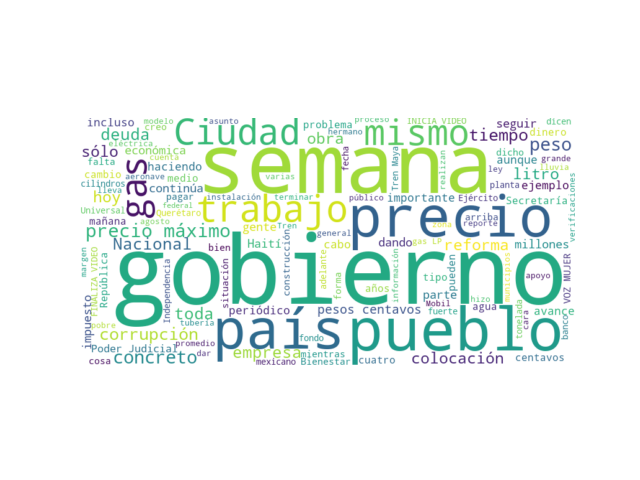 incluso
modelo
creo
asunto
Ciudad
problema
proceso
INICIA VIDEO
seguir
dicen
deuda
hermano
obra
mismo
tiempo
dinero
eléctrica
económica
cuenta
semana
general
fecha
Tren Maya
dicho
aunque
grande
peso
lluvia
sólo
falta
gas
haciendo
cambio
medio
aeronave
varias
ley
planta
litro
ejemplo
verificaciones
cilindros
lleva
continúa
hoy
pagar
instalación
terminar
público
importante
Ejército
Secretaría
Universal
Querétaro
trabajo
precio
arriba
reporte
mañana
agosto
federal
precio máximo
gente
Tren
zona
Nacional
bien
Haití
cabo
dando
gas LP
reforma
millones
margen
FINALIZA VIDEO
República
Independencia
gobierno
situación
construcción
adelante
forma
años
información
tipo
parte
pueden
Mobil
hizo
agua
municipios
apoyo
VOZ MUJER
impuesto
toda
periódico
pesos centavos
fuerte
cara
tonelada
avance
pobre
tubería
corrupción
país
pueblo
banco
Poder Judicial
promedio
fondo
cosa
concreto
dar
empresa
mexicano
mientras
Bienestar
cuatro
colocación
centavos
realizan